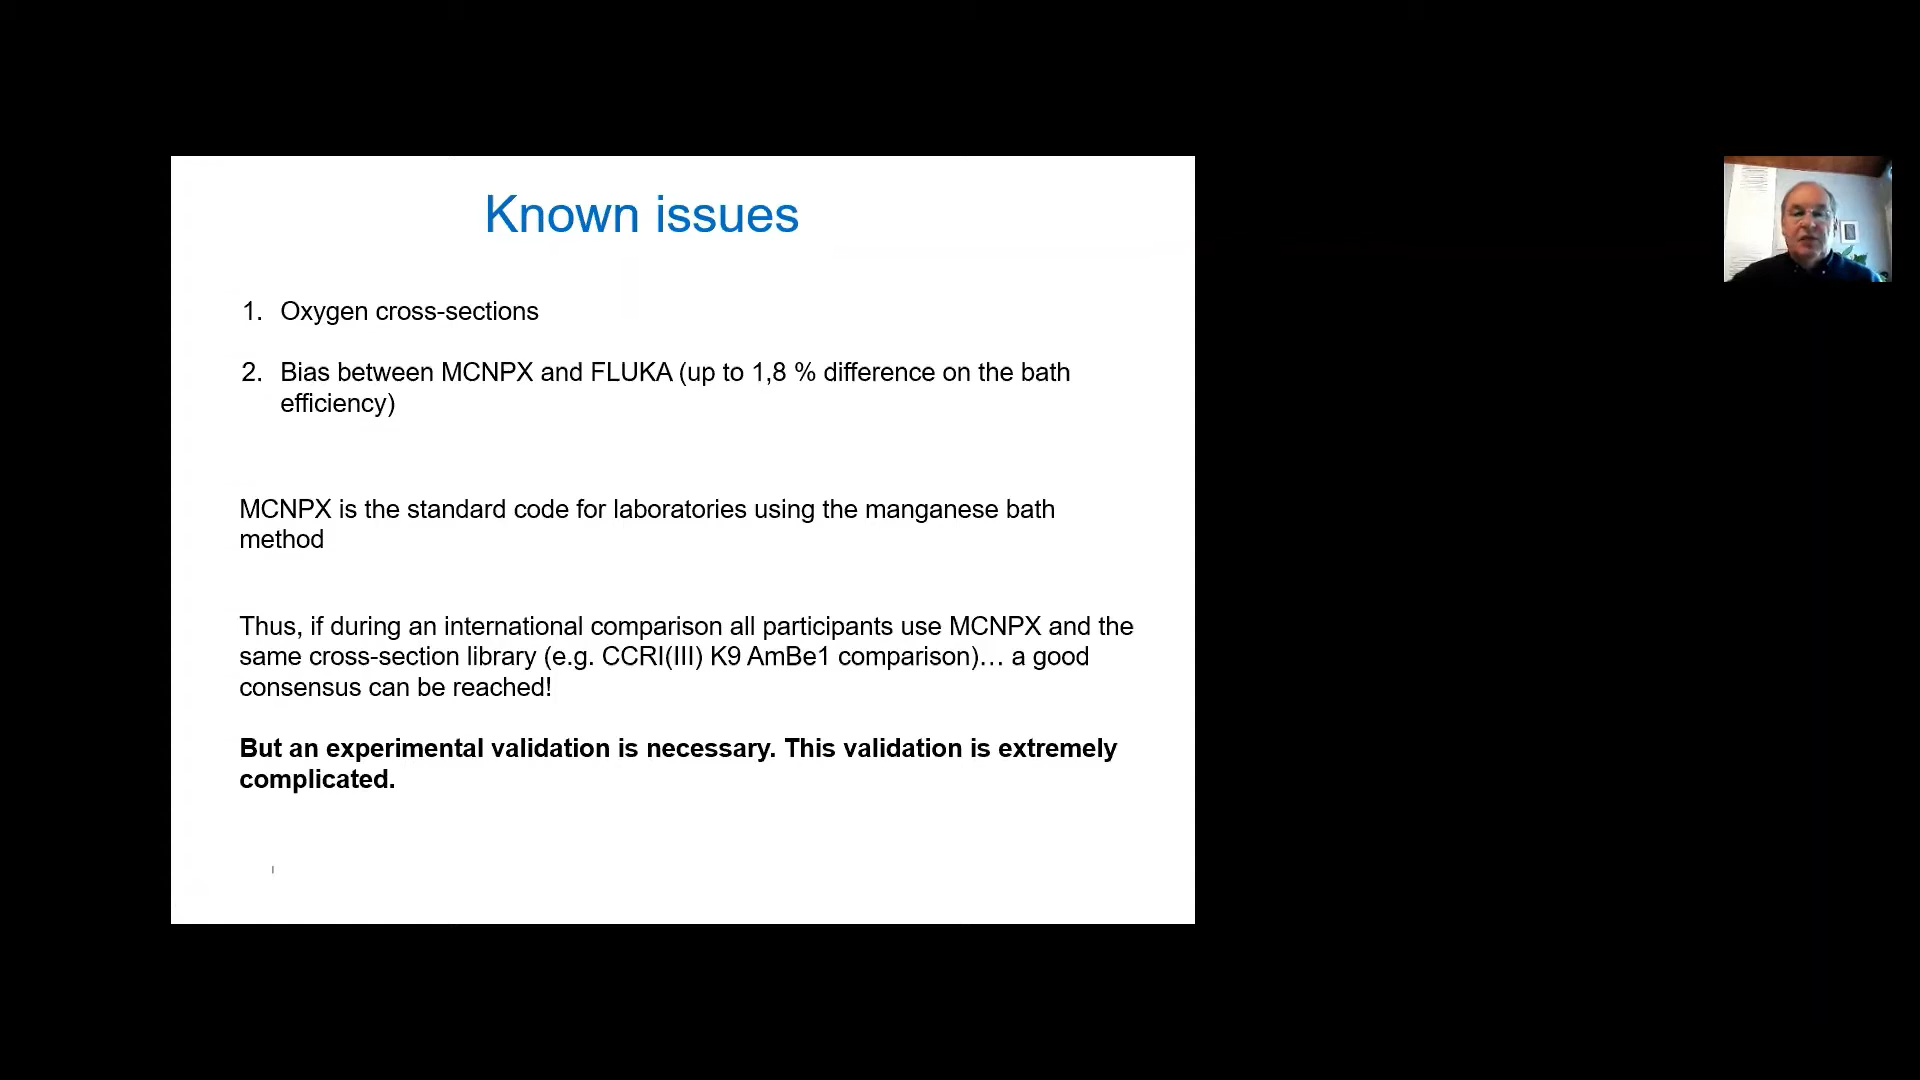 Known issues
1. Oxygen cross-sections
2. Bias between MCNPX and FLUKA (up to 1,8 % difference on the bath
efficiency)
MCNPX is the standard code for laboratories using the manganese bath
method
Thus, if during an international comparison all participants use MCNPX and the
same cross-section library (e.g. CCRI(III) K9 AmBe1 comparison)… a good
consensus can be reached!
But an experimental validation is necessary. This validation is extremely
complicated.